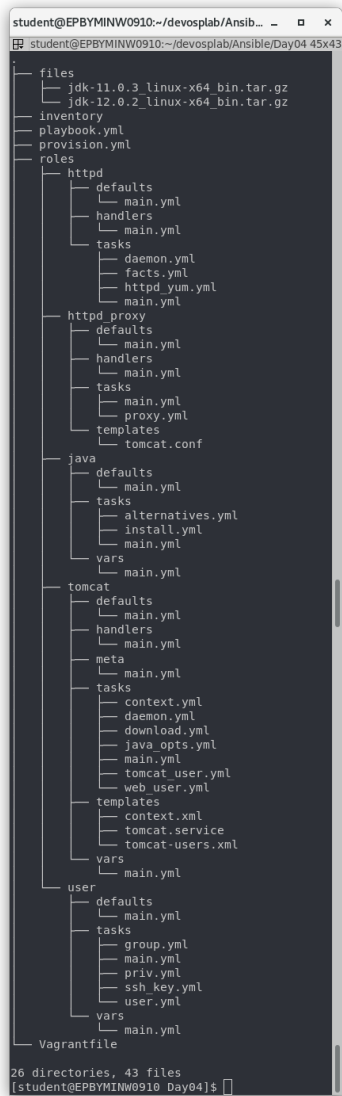 student@EPBYMINW0910:~/devosplab/Ansib...
student@EPBYMINW0910:~/devosplab/Ansible/Day04 45x43
.
├── files
│   ├── jdk-11.0.3_linux-x64_bin.tar.gz
│   └── jdk-12.0.2_linux-x64_bin.tar.gz
├── inventory
├── playbook.yml
├── provision.yml
├── roles
│   ├── httpd
│   │   ├── defaults
│   │   │   └── main.yml
│   │   ├── handlers
│   │   │   └── main.yml
│   │   └── tasks
│   │       ├── daemon.yml
│   │       ├── facts.yml
│   │       ├── httpd_yum.yml
│   │       └── main.yml
│   ├── httpd_proxy
│   │   ├── defaults
│   │   │   └── main.yml
│   │   ├── handlers
│   │   │   └── main.yml
│   │   ├── tasks
│   │   │   ├── main.yml
│   │   │   └── proxy.yml
│   │   └── templates
│   │       └── tomcat.conf
│   ├── java
│   │   ├── defaults
│   │   │   └── main.yml
│   │   ├── tasks
│   │   │   ├── alternatives.yml
│   │   │   ├── install.yml
│   │   │   └── main.yml
│   │   └── vars
│   │       └── main.yml
│   ├── tomcat
│   │   ├── defaults
│   │   │   └── main.yml
│   │   ├── handlers
│   │   │   └── main.yml
│   │   ├── meta
│   │   │   └── main.yml
│   │   ├── tasks
│   │   │   ├── context.yml
│   │   │   ├── daemon.yml
│   │   │   ├── download.yml
│   │   │   ├── java_opts.yml
│   │   │   ├── main.yml
│   │   │   ├── tomcat_user.yml
│   │   │   └── web_user.yml
│   │   ├── templates
│   │   │   ├── context.xml
│   │   │   ├── tomcat.service
│   │   │   └── tomcat-users.xml
│   │   └── vars
│   │       └── main.yml
│   └── user
│       ├── defaults
│       │   └── main.yml
│       ├── tasks
│       │   ├── group.yml
│       │   ├── main.yml
│       │   ├── priv.yml
│       │   ├── ssh_key.yml
│       │   └── user.yml
│       └── vars
│           └── main.yml
└── Vagrantfile

26 directories, 43 files
[student@EPBYMINW0910 Day04]$